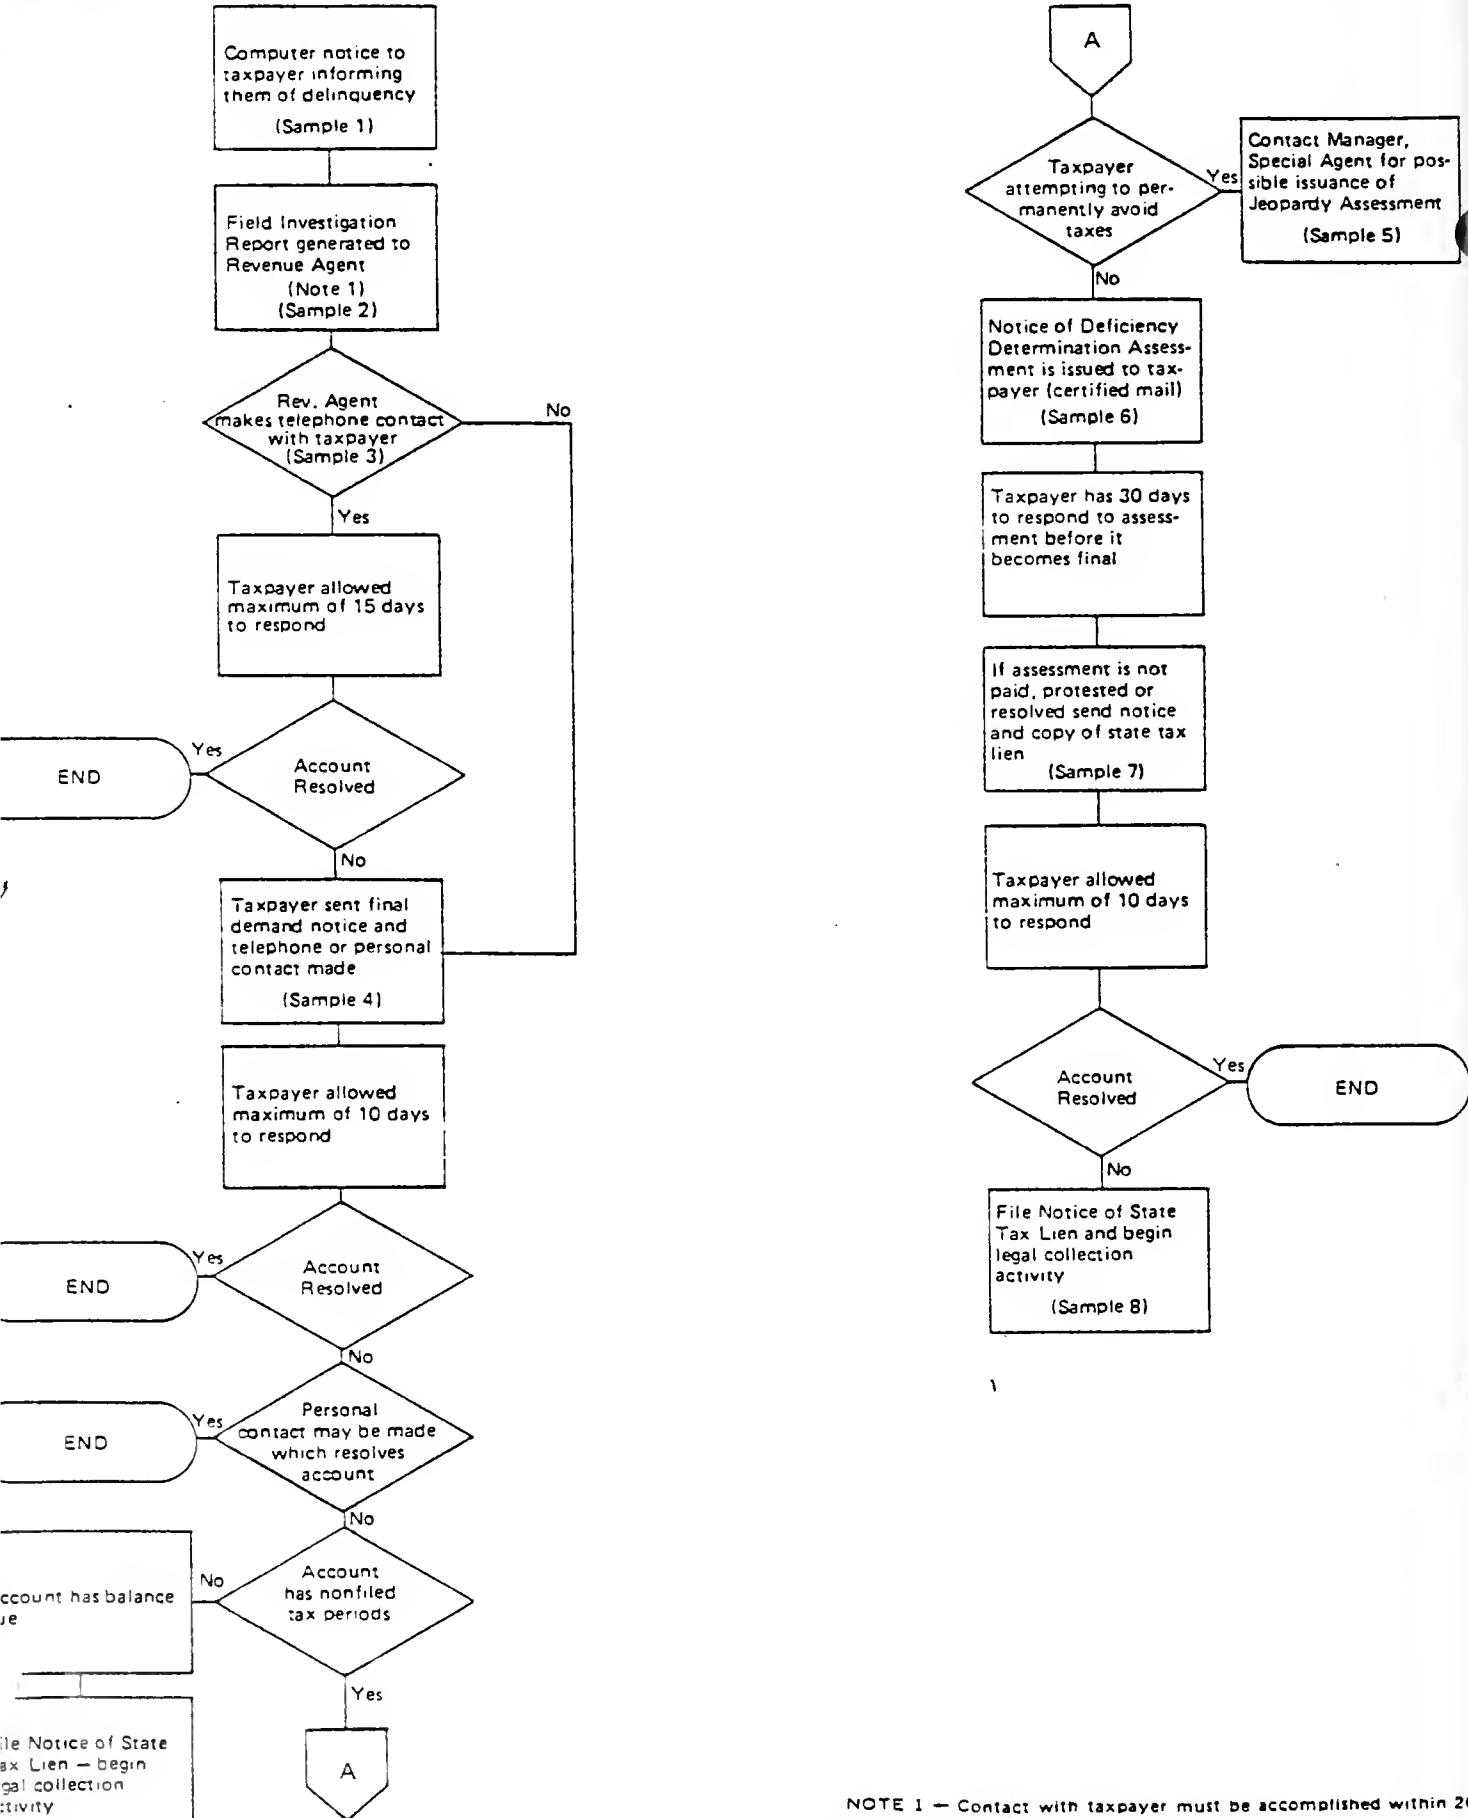 Computer notice to
taxpayer informing
them of delinquency
(Sample 1)
Field Investigation
Report generated to
Revenue Agent
(Note 1)
(Sample 2)
Rev. Agent
makes telephone contact
with taxpayer
(Sample 3)
No
Yes
Taxpayer allowed
maximum of 15 days
to respond
Account
Resolved
Yes
END
No
Taxpayer sent final
demand notice and
telephone or personal
contact made
(Sample 4)
Taxpayer allowed
maximum of 10 days
to respond
Account
Resolved
Yes
END
No
Personal
contact may be made
which resolves
account
Yes
END
No
Account
has nonfiled
tax periods
No
has balance
Yes
Notice of State
Lien — begin
collection
A
A
Taxpayer
attempting to per-
manently avoid
taxes
Yes
Contact Manager,
Special Agent for pos-
sible issuance of
Jeopardy Assessment
(Sample 5)
No
Notice of Deficiency
Determination Assess-
ment is issued to tax-
payer (certified mail)
(Sample 6)
Taxpayer has 30 days
to respond to assess-
ment before it
becomes final
If assessment is not
paid, protested or
resolved send notice
and copy of state tax
lien
(Sample 7)
Taxpayer allowed
maximum of 10 days
to respond
Account
Resolved
Yes
END
No
File Notice of State
Tax Lien and begin
legal collection
activity
(Sample 8)
NOTE 1 — Contact with taxpayer must be accomplished within